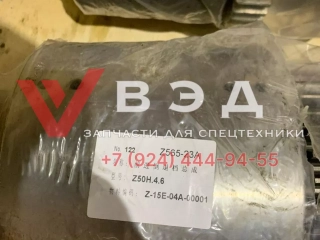 ВЭД
ЗАПЧАСТИ ДЛЯ СПЕЦТЕХНИКИ
№ 123 Z565-23A
+7 (924) 444-94-55
Z50H.4.6
Z-15E-04A-00001